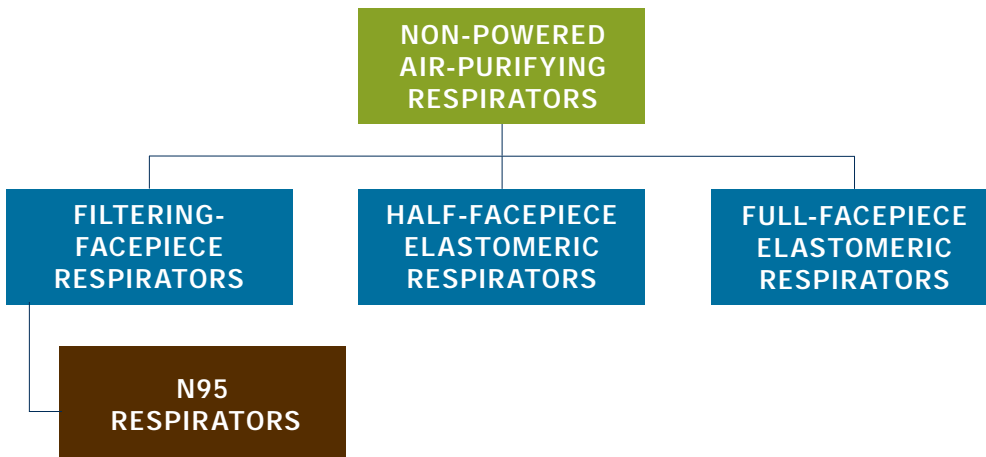 NON-POWERED
AIR-PURIFYING
RESPIRATORS
FILTERING-
FACEPIECE
RESPIRATORS
HALF-FACEPIECE
ELASTOMERIC
RESPIRATORS
FULL-FACEPIECE
ELASTOMERIC
RESPIRATORS
N95
RESPIRATORS